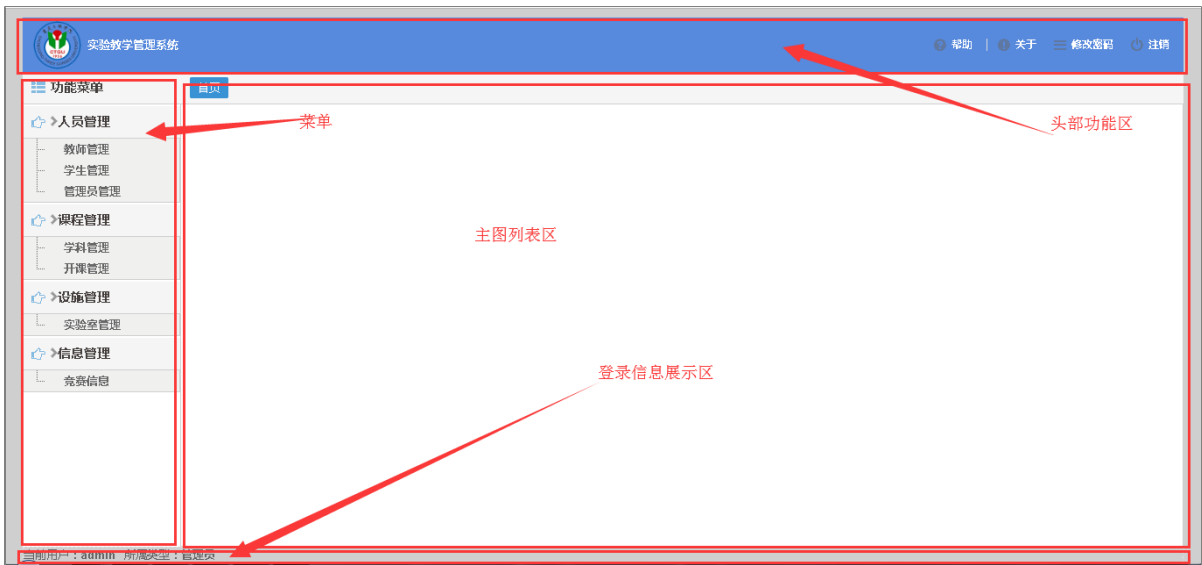 实验教学管理系统
帮助 | 关于 修改密码 注销
功能菜单
首页
人员管理
菜单
头部功能区
教师管理
学生管理
管理员管理
课程管理
主图列表区
学科管理
开课管理
设施管理
实验室管理
信息管理
登录信息展示区
竞赛信息
当前用户：admin 所属类型：管理员